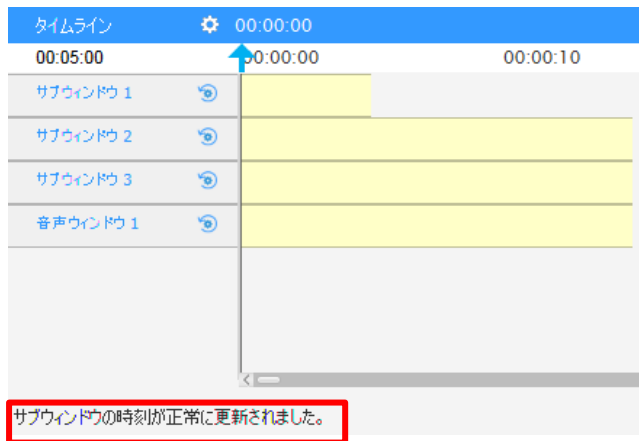 タイムライン 00:00:00
00:05:00 00:00:00 00:00:10
サブウィンドウ 1
サブウィンドウ 2
サブウィンドウ 3
音声ウィンドウ 1
サブウィンドウの時刻が正常に更新されました。